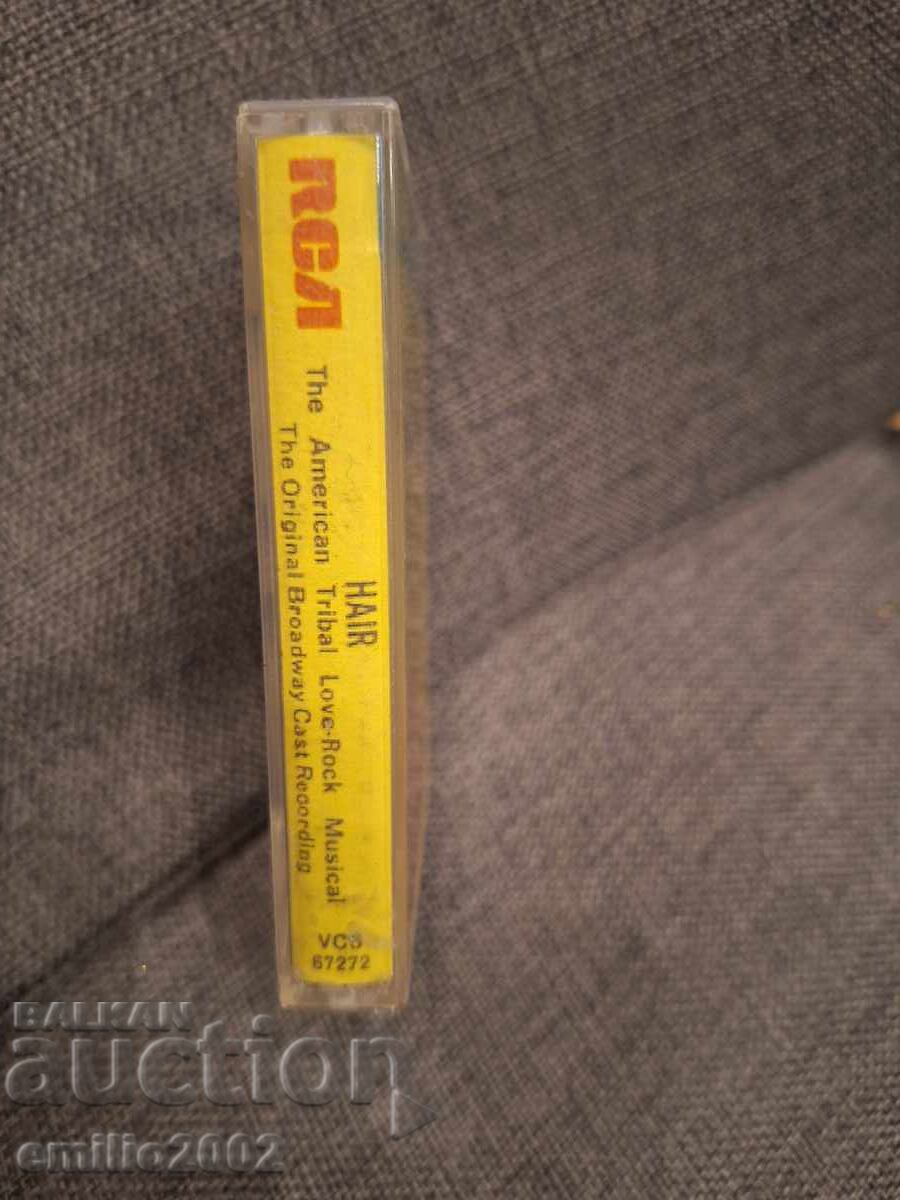 RCA
HAIR
The American Tribal Love-Rock Musical
The Original Broadway Cast Recording
VCS
67272
BALKAN
auction
emilio2002